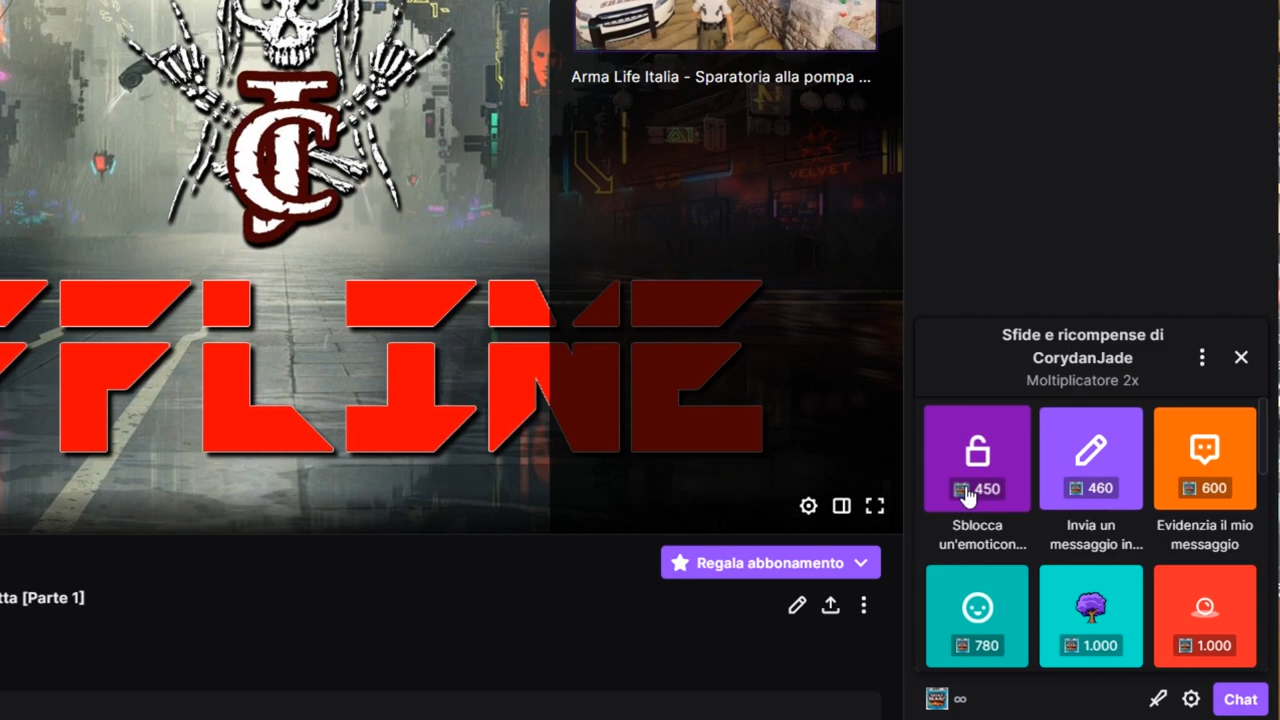 Arma Life Italia - Sparatoria alla pompa ...
VELVET
FFLINE
Sfide e ricompense di
CorydanJade
Moltiplicatore 2x
450
460
600
Sblocca
un'emoticon...
Invia un
messaggio in...
Evidenzia il mio
messaggio
Regala abbonamento
tta [Parte 1]
780
1.000
1.000
∞
Chat